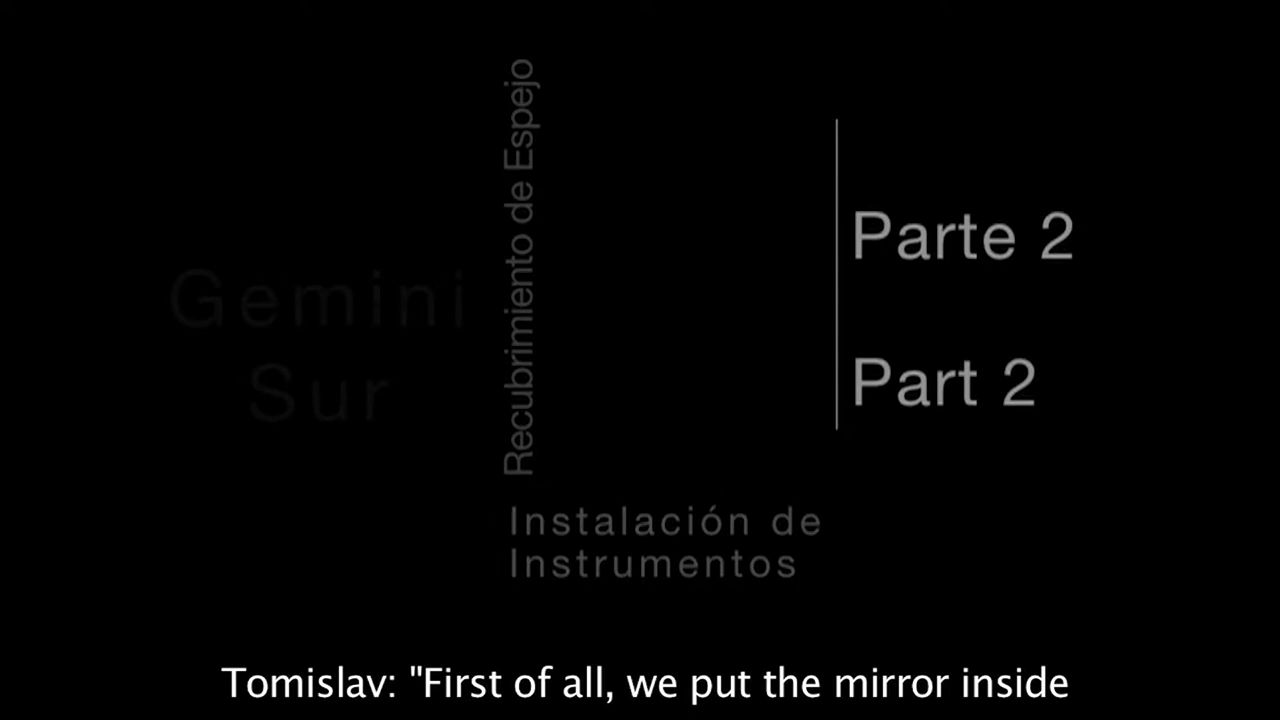 Gemini
Sur
Recubrimiento de Espejo
Parte 2
Part 2
Instalación de
Instrumentos
Tomislav: "First of all, we put the mirror inside